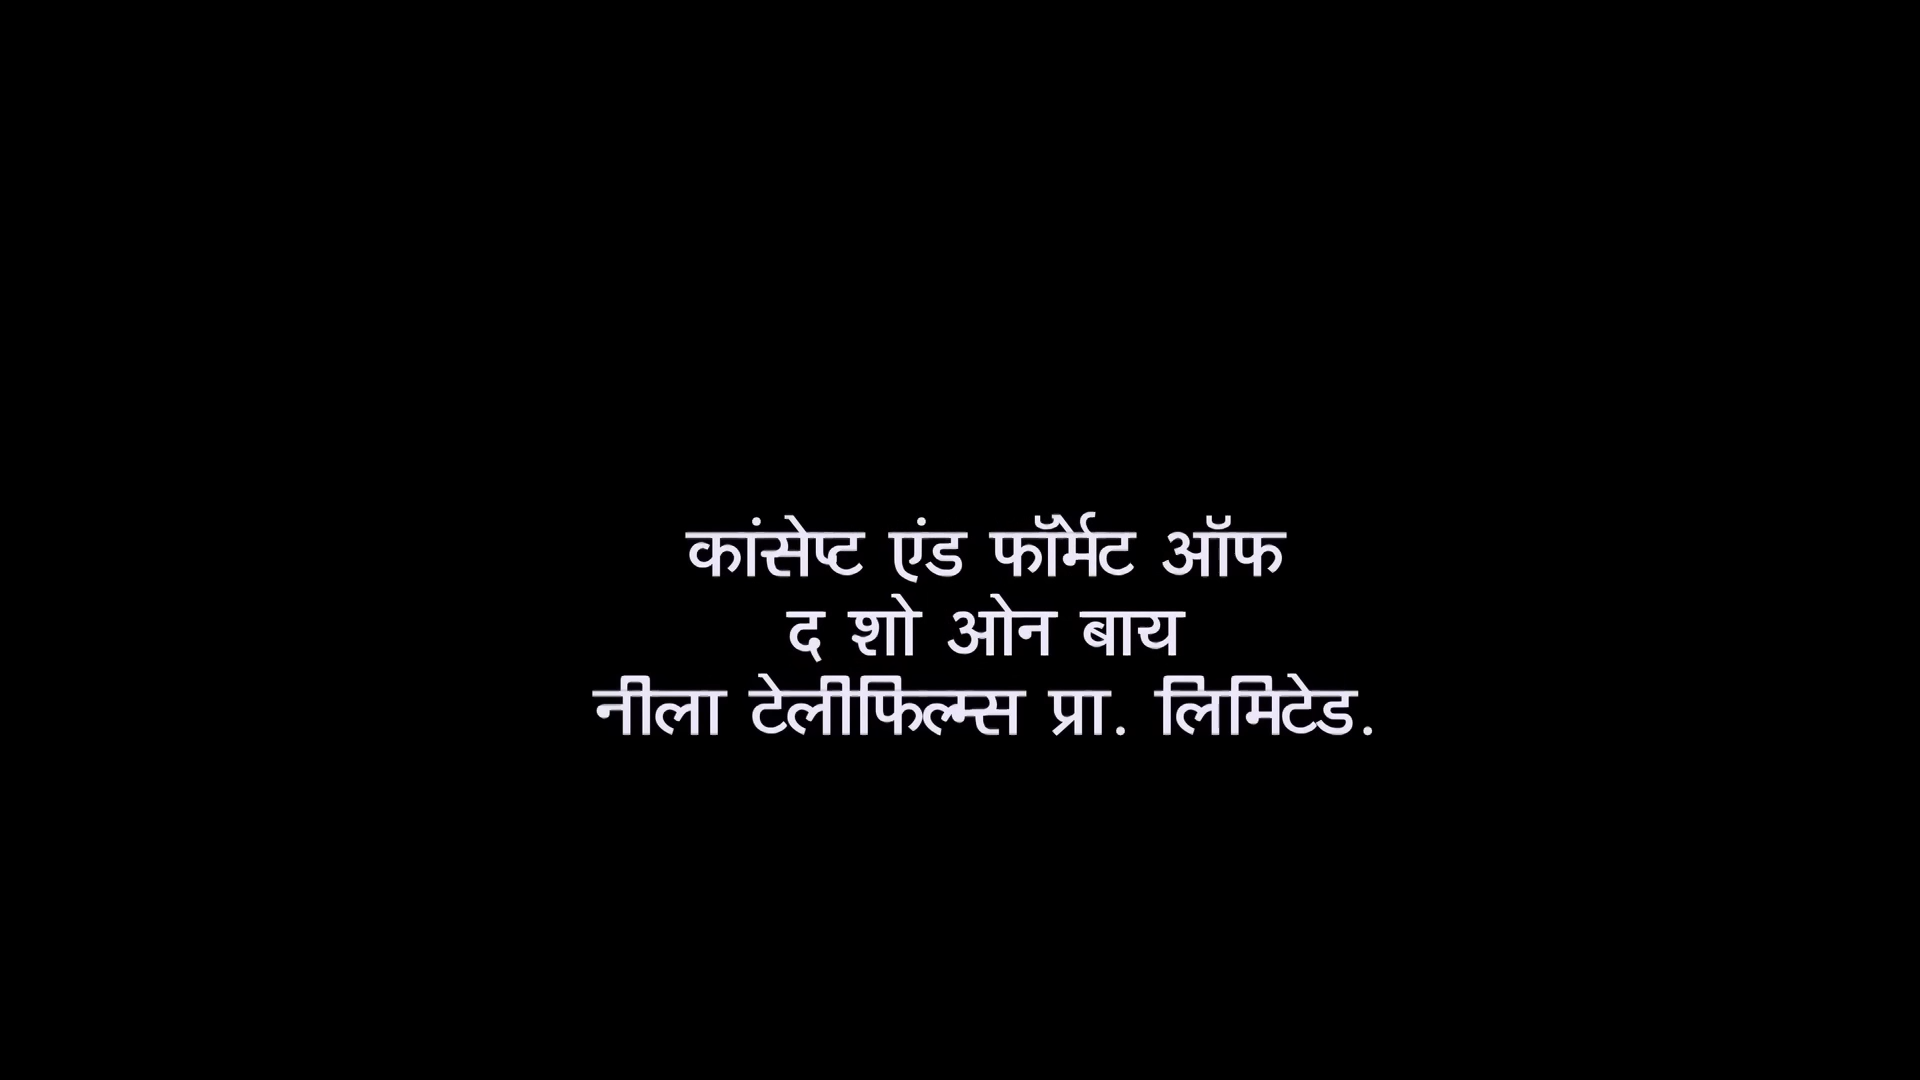 कांसेप्ट एंड फॉर्मेट ऑफ
द शो ओन बाय
नीला टेलीफिल्म्स प्रा. लिमिटेड.